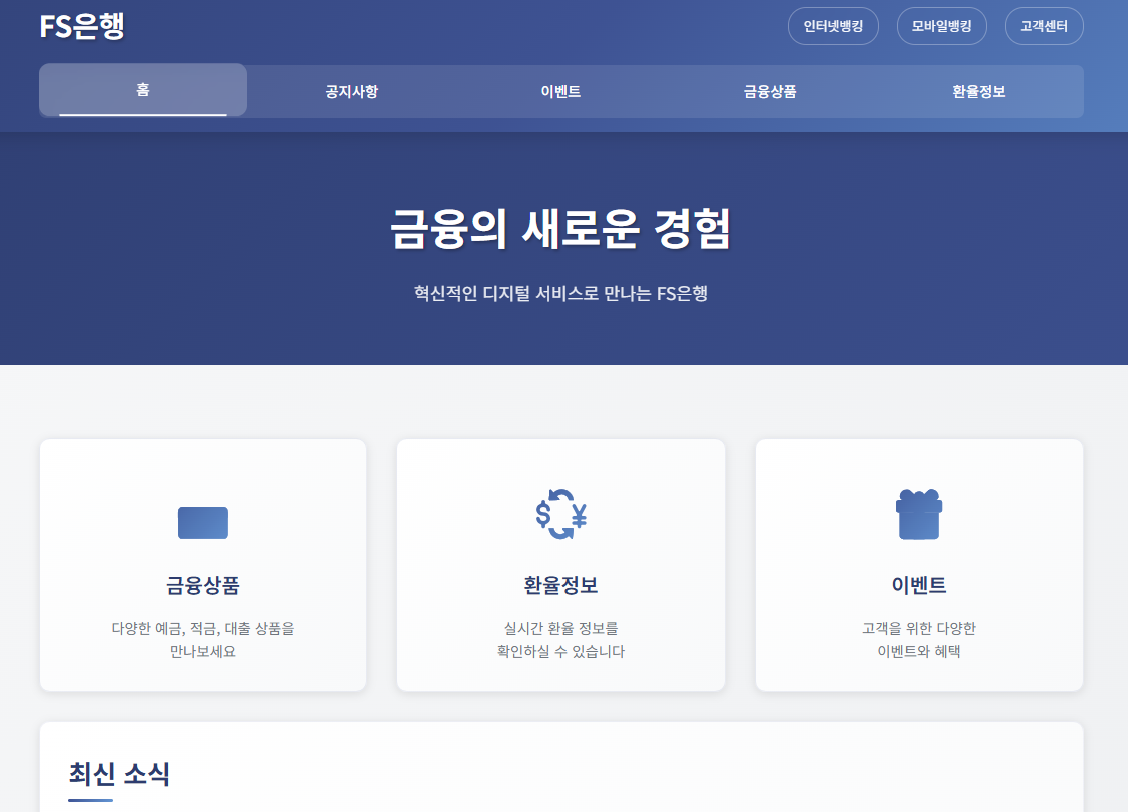 FS은행
인터넷뱅킹
모바일뱅킹
고객센터
홈
공지사항
이벤트
금융상품
환율정보
금융의 새로운 경험
혁신적인 디지털 서비스로 만나는 FS은행
$ ¥
금융상품
다양한 예금, 적금, 대출 상품을
만나보세요
환율정보
실시간 환율 정보를
확인하실 수 있습니다
이벤트
고객을 위한 다양한
이벤트와 혜택
최신 소식